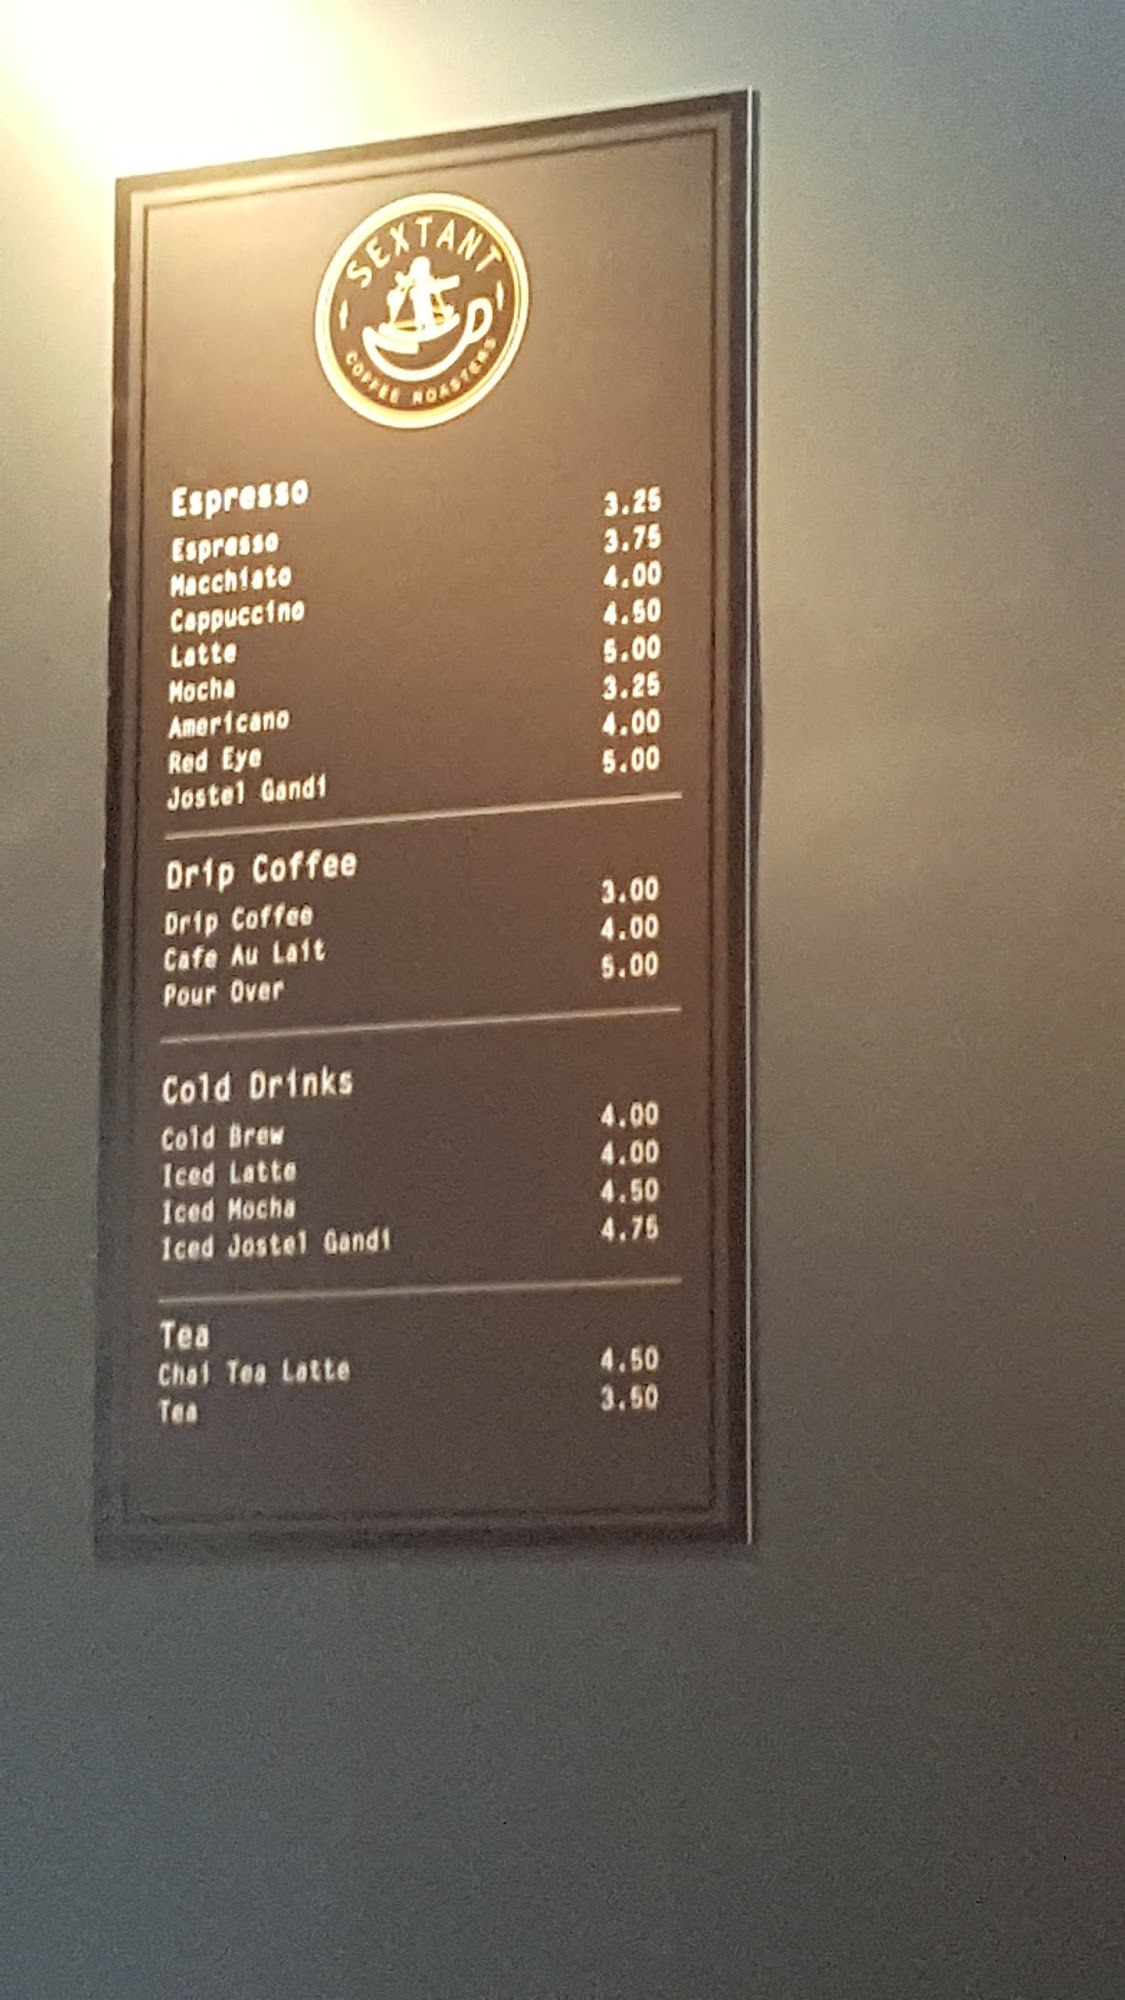 SEXTANT
COFFEE ROASTERS
Espresso
Espresso 3.25
Macchiato 3.75
Cappuccino 4.00
Latte 4.50
Mocha 5.00
Americano 3.25
Red Eye 4.00
Jostel Gandi 5.00
Drip Coffee
Drip Coffee 3.00
Cafe Au Lait 4.00
Pour Over 5.00
Cold Drinks
Cold Brew 4.00
Iced Latte 4.00
Iced Mocha 4.50
Iced Jostel Gandi 4.75
Tea
Chai Tea Latte 4.50
Tea 3.50